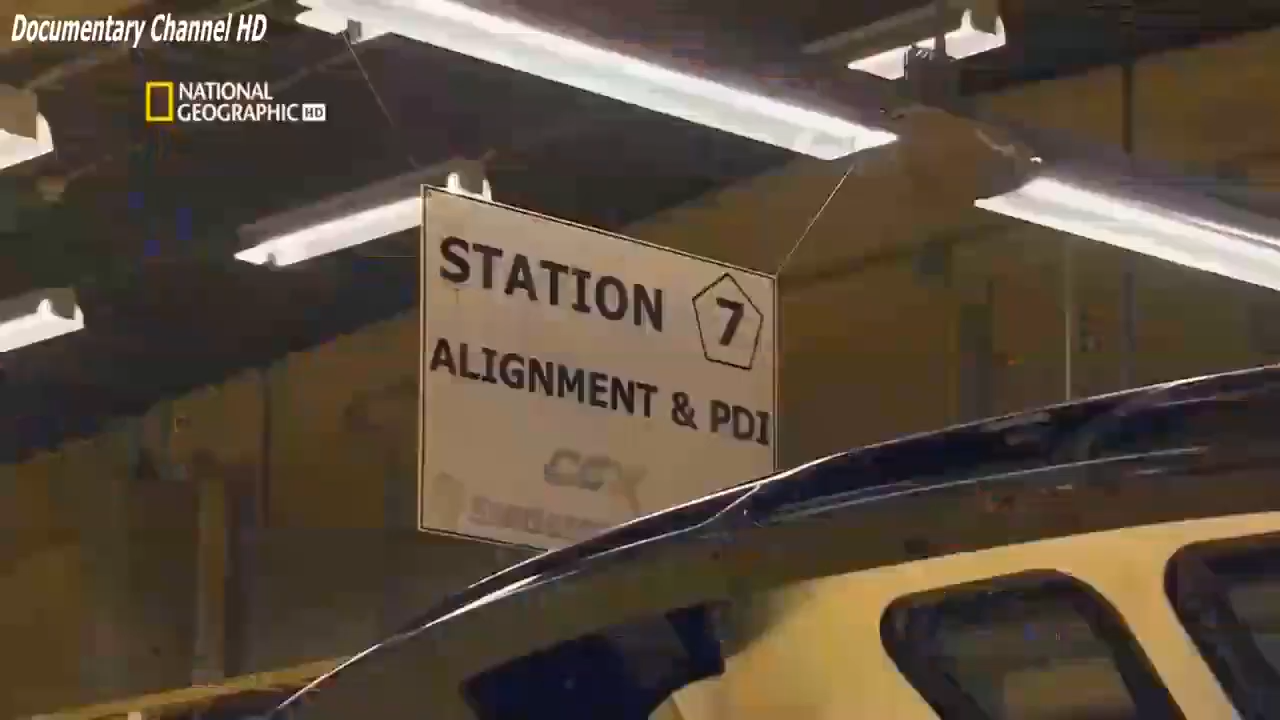 Documentary Channel HD
NATIONAL
GEOGRAPHIC HD
STATION 7
ALIGNMENT & PDI